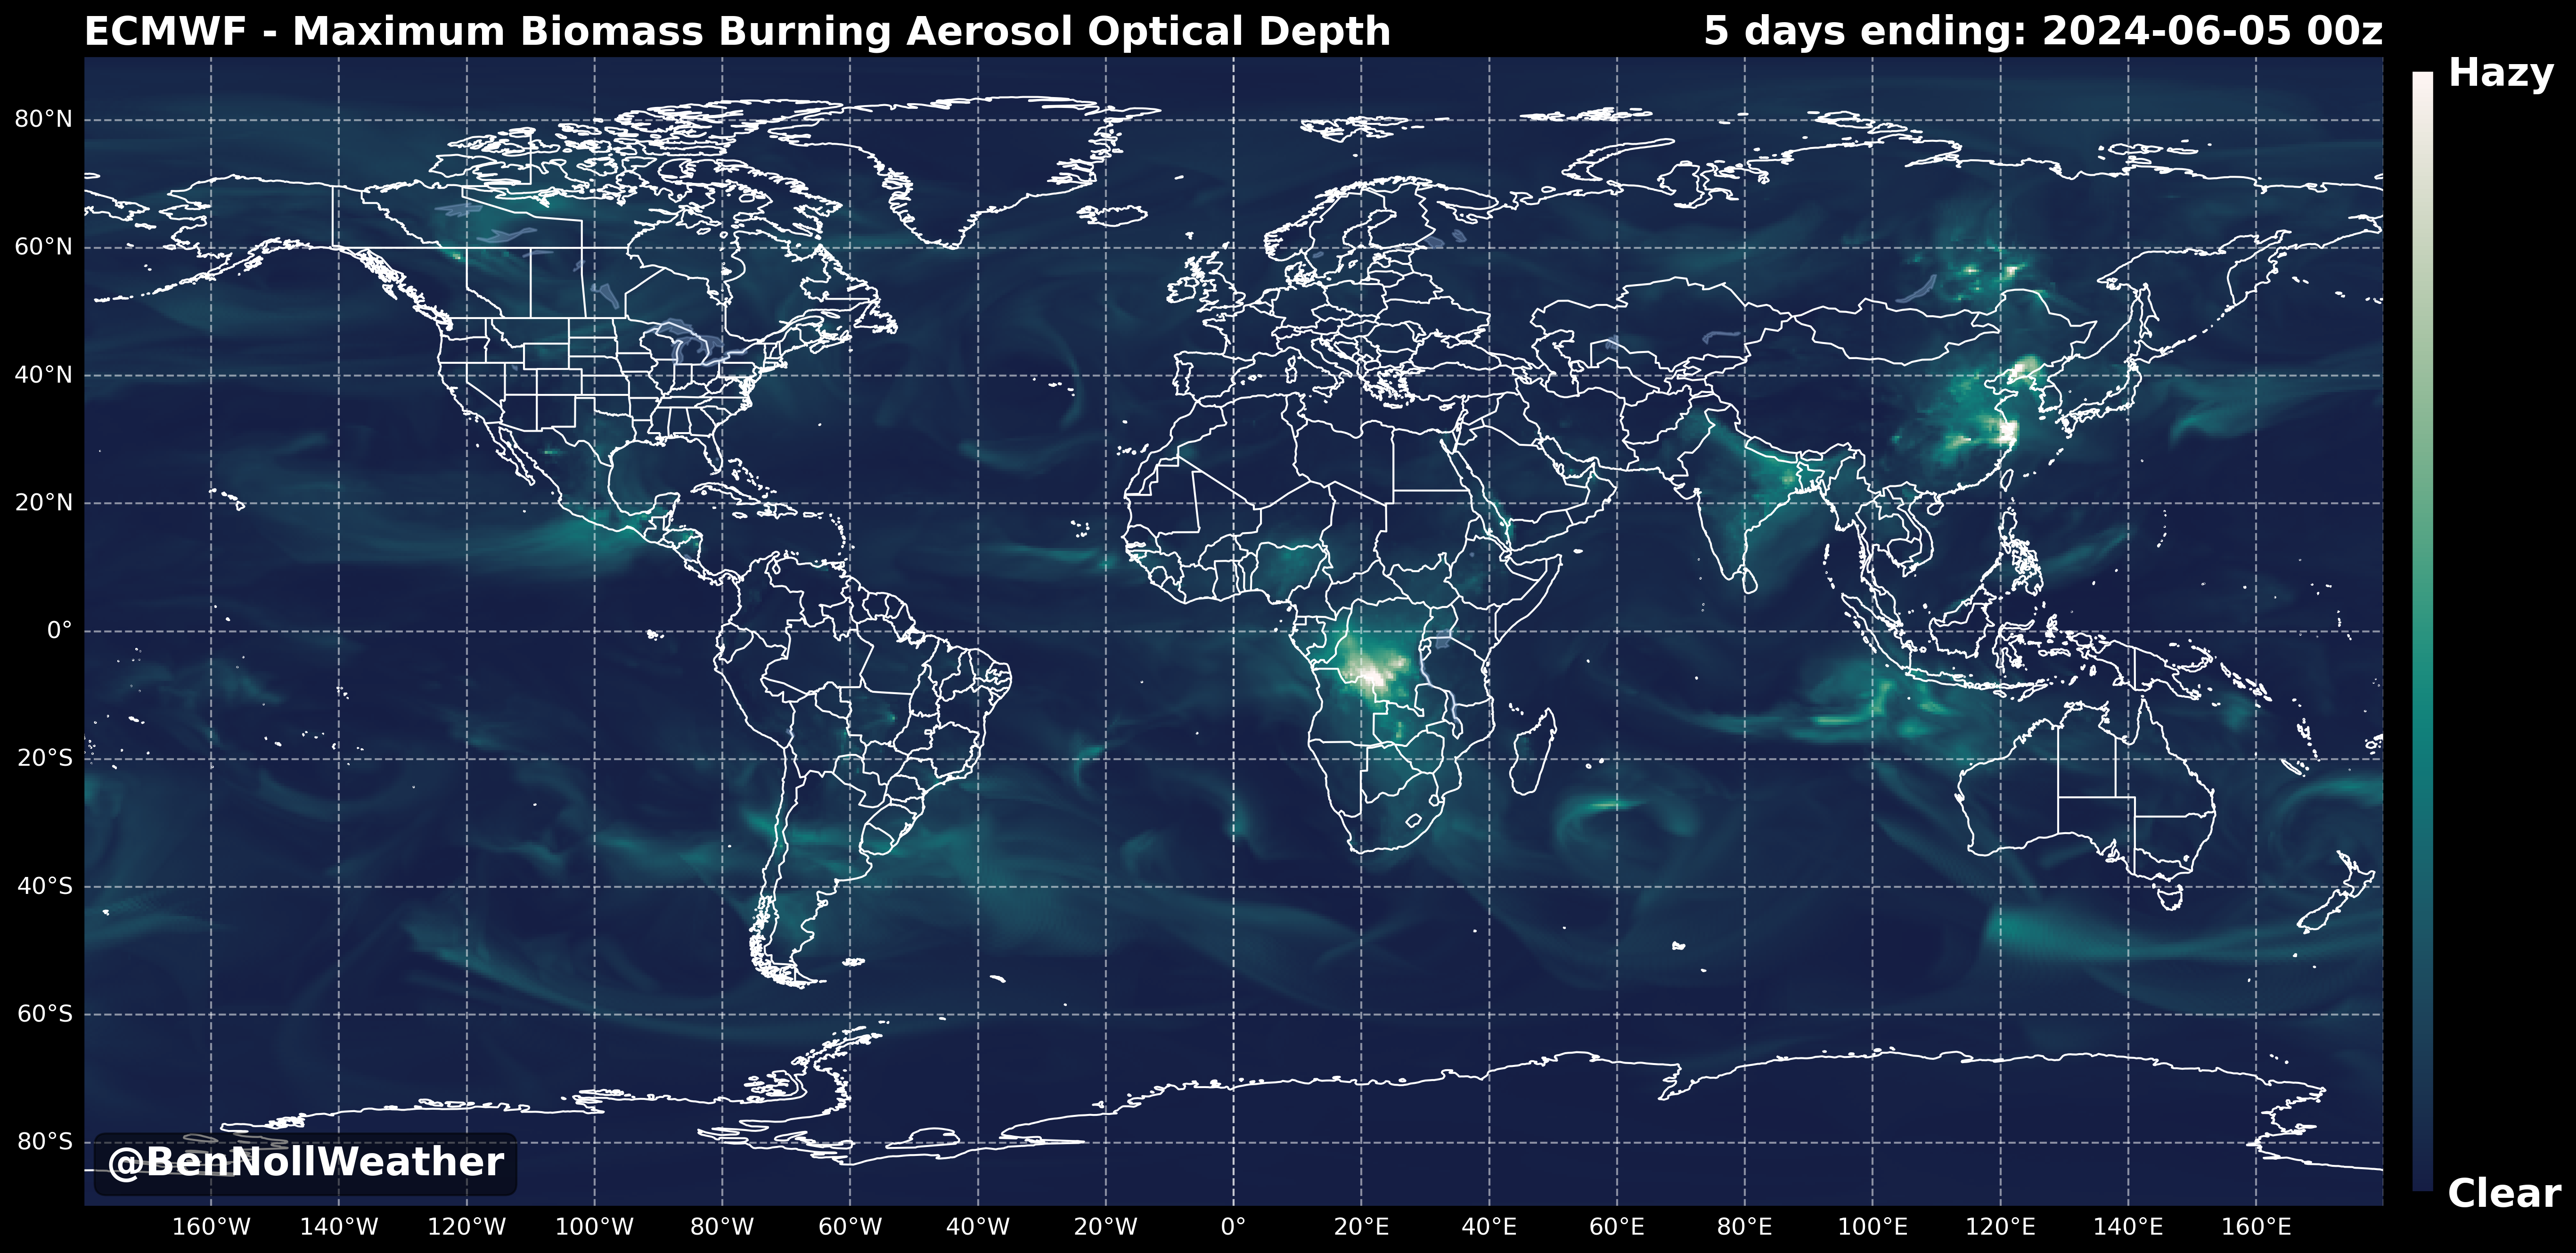 ECMWF - Maximum Biomass Burning Aerosol Optical Depth
5 days ending: 2024-06-05 00z
Hazy
80°N
60°N
40°N
20°N
0°
20°S
40°S
60°S
80°S
@BenNollWeather
Clear
160°W 140°W 120°W 100°W 80°W 60°W 40°W 20°W 0° 20°E 40°E 60°E 80°E 100°E 120°E 140°E 160°E